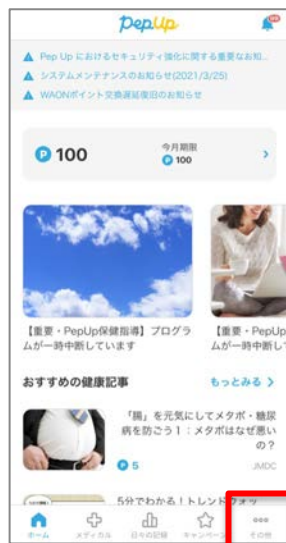 PepUp
Pep Up におけるセキュリティ強化に関する重要なお知...
システムメンテナンスのお知らせ(2021/3/25)
WAONポイント交換遅延復旧のお知らせ
P 100
今月期限
P 100
【重要・PepUp保健指導】プログラ
ムが一時中断しています
【重要・PepUp
ムが一時中断して
おすすめの健康記事
もっとみる
「腸」を元気にしてメタボ・糖尿
病を防ごう1:メタボはなぜ悪い
の?
P 5
JMDC
5分でわかる!トレンドウォッ
ホーム
メディカル
日々の記録
キャンペーン
その他